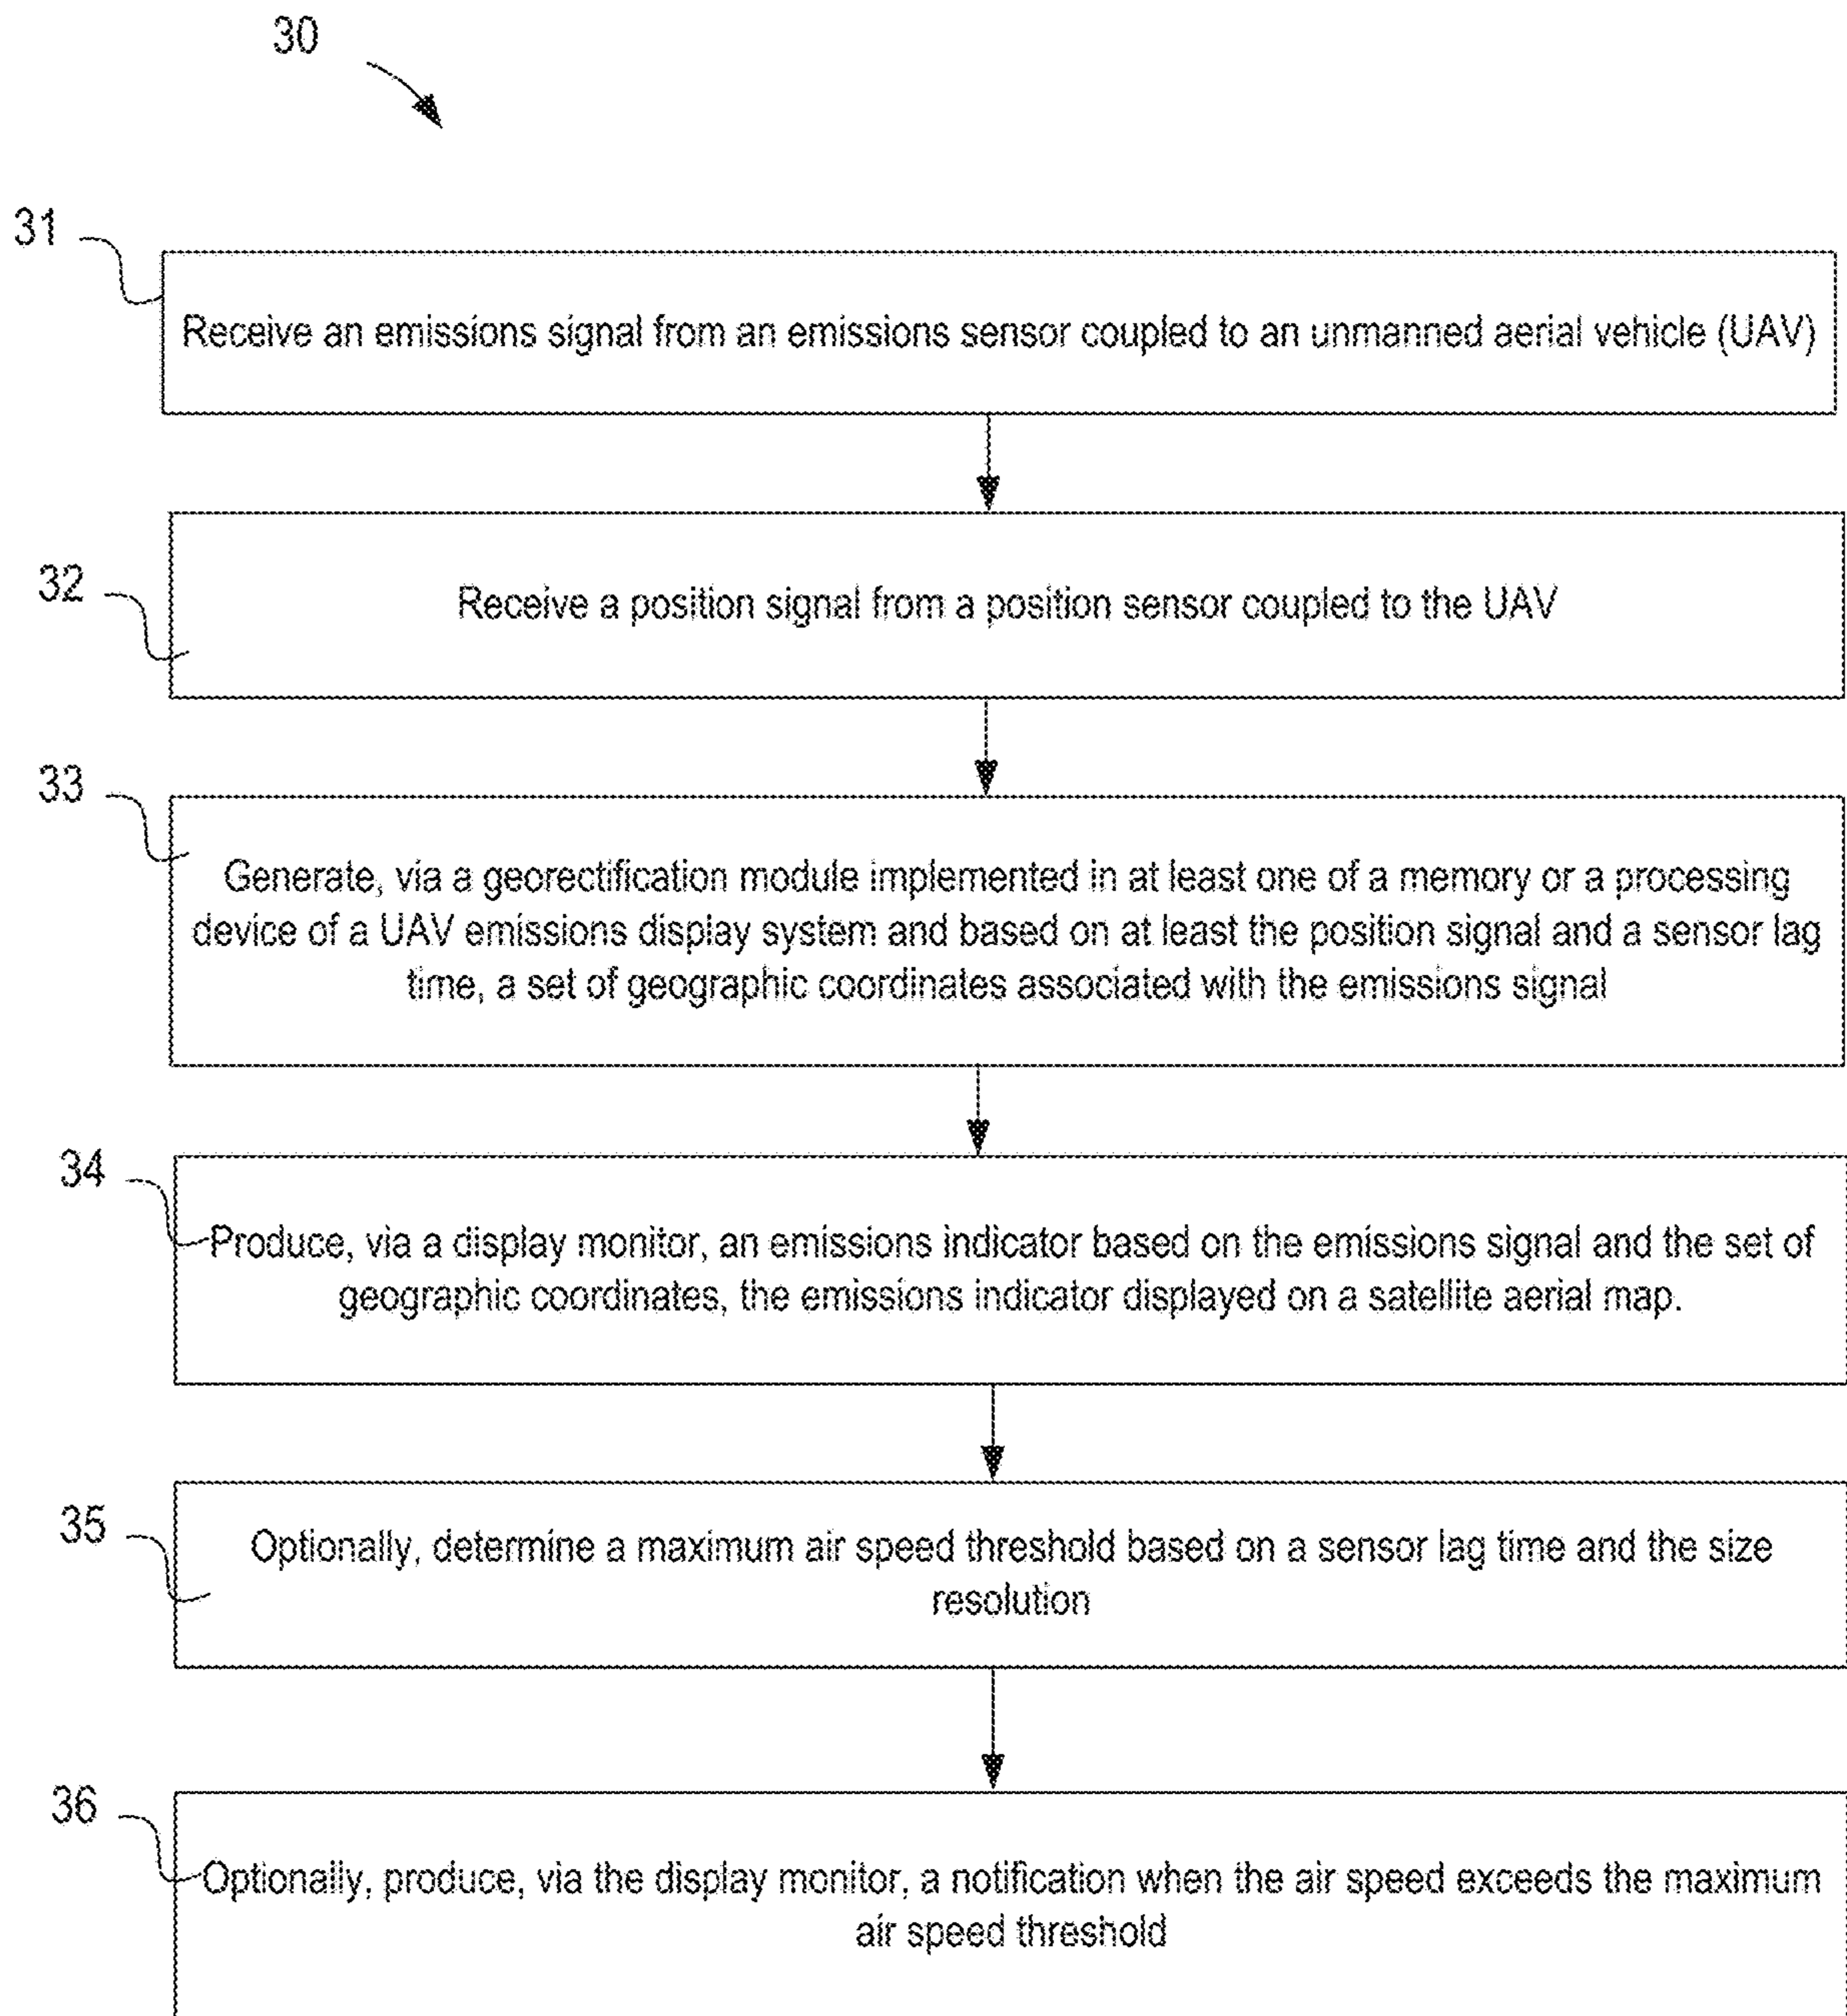 30
31
Receive an emissions signal from an emissions sensor coupled to an unmanned aerial vehicle (UAV)
32
Receive a position signal from a position sensor coupled to the UAV
33
Generate, via a georectification module implemented in at least one of a memory or a processing
device of a UAV emissions display system and based on at least the position signal and a sensor lag
time, a set of geographic coordinates associated with the emissions signal
34
Produce, via a display monitor, an emissions indicator based on the emissions signal and the set of
geographic coordinates, the emissions indicator displayed on a satellite aerial map.
35
Optionally, determine a maximum air speed threshold based on a sensor lag time and the size
resolution
36
Optionally, produce, via the display monitor, a notification when the air speed exceeds the maximum
air speed threshold